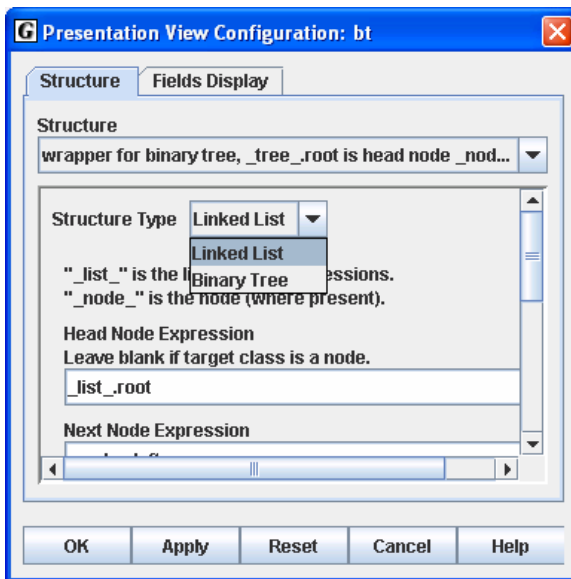 G Presentation View Configuration: bt
Structure Fields Display
Structure
wrapper for binary tree, _tree_.root is head node _nod...
Structure Type Linked List
Linked List
Binary Tree
"_list_" is the li essions.
"_node_" is the node (where present).
Head Node Expression
Leave blank if target class is a node.
_list_.root
Next Node Expression
OK Apply Reset Cancel Help